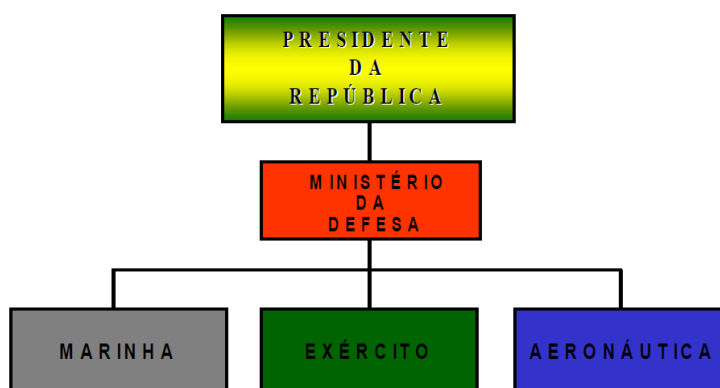 PRESIDENTE
DA
REPÚBLICA
MINISTÉRIO
DA
DEFESA
MARINHA
EXÉRCITO
AERONÁUTICA